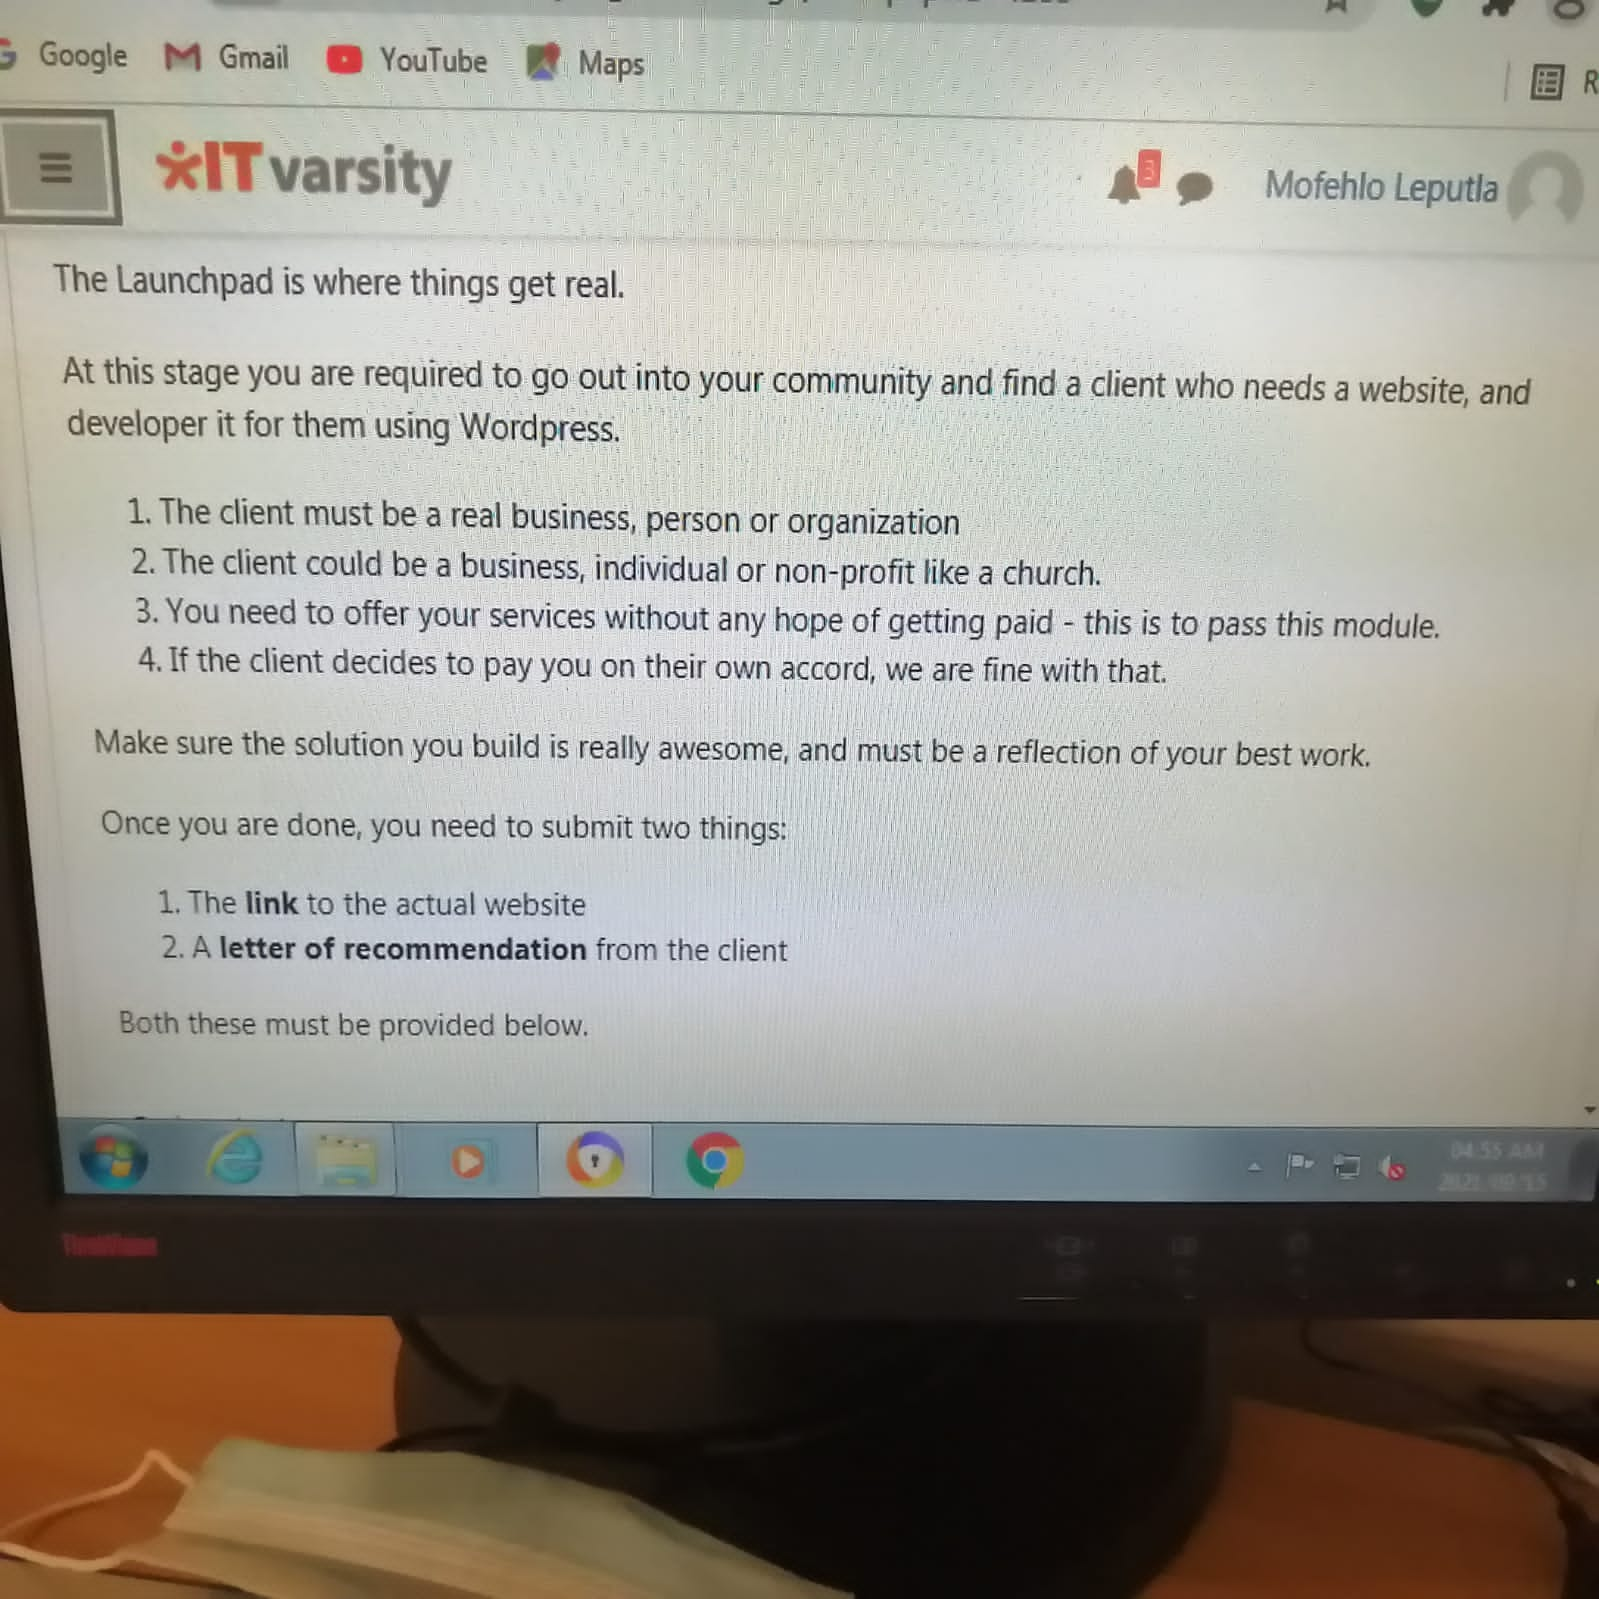 Google Gmail YouTube Maps
R
ITvarsity
3
Mofehlo Leputla
The Launchpad is where things get real.
At this stage you are required to go out into your community and find a client who needs a website, and
developer it for them using Wordpress.
1. The client must be a real business, person or organization
2. The client could be a business, individual or non-profit like a church.
3. You need to offer your services without any hope of getting paid - this is to pass this module.
4. If the client decides to pay you on their own accord, we are fine with that.
Make sure the solution you build is really awesome, and must be a reflection of your best work.
Once you are done, you need to submit two things:
1. The link to the actual website
2. A letter of recommendation from the client
Both these must be provided below.
04:55 AM